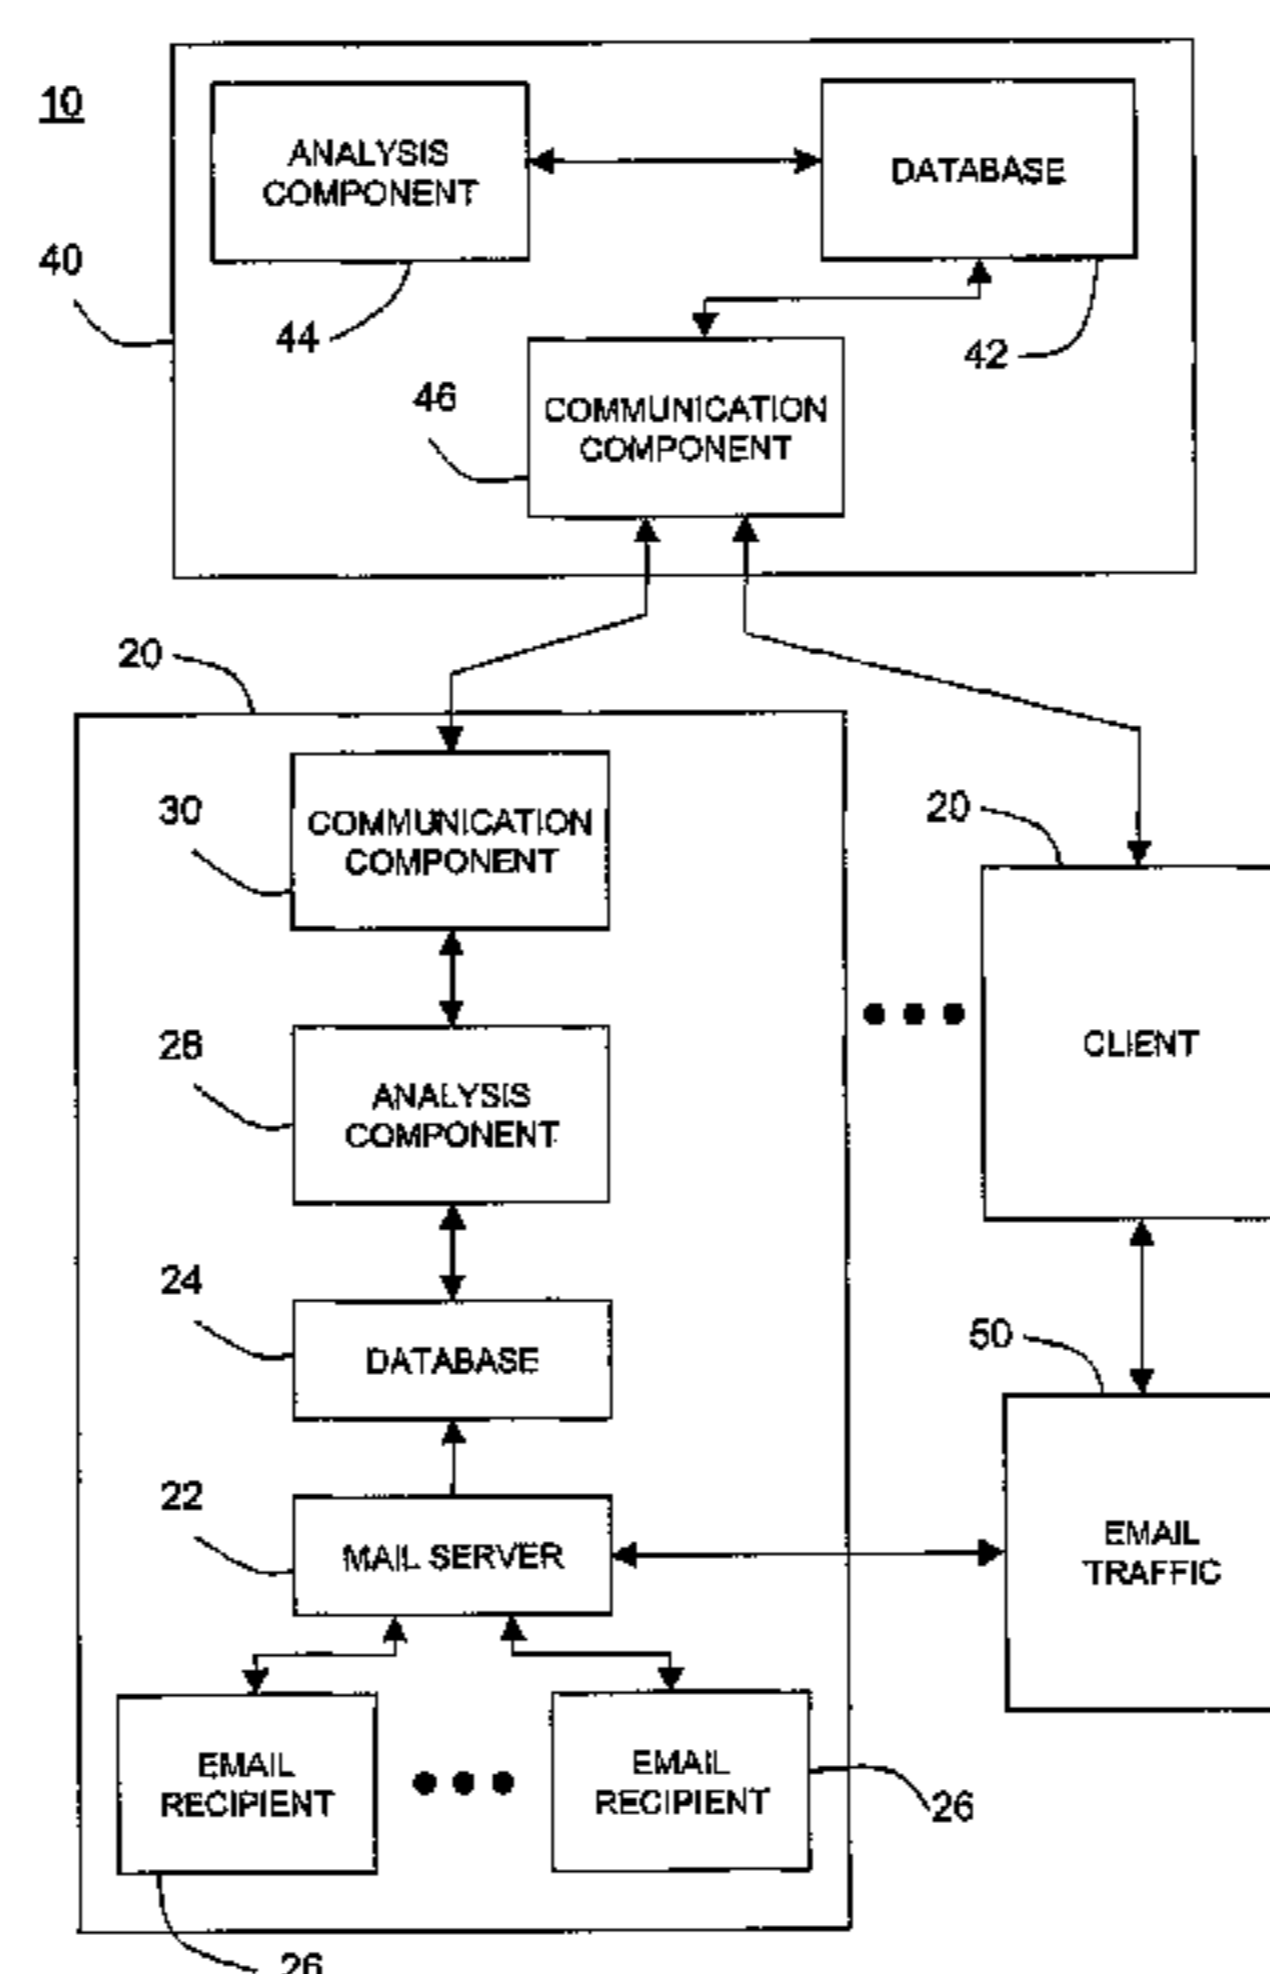 10
ANALYSIS
COMPONENT
DATABASE
40
44
42
46
COMMUNICATION
COMPONENT
20
30
COMMUNICATION
COMPONENT
20
28
ANALYSIS
COMPONENT
CLIENT
24
DATABASE
50
22
MAIL SERVER
EMAIL
TRAFFIC
EMAIL
RECIPIENT
EMAIL
RECIPIENT
26
26